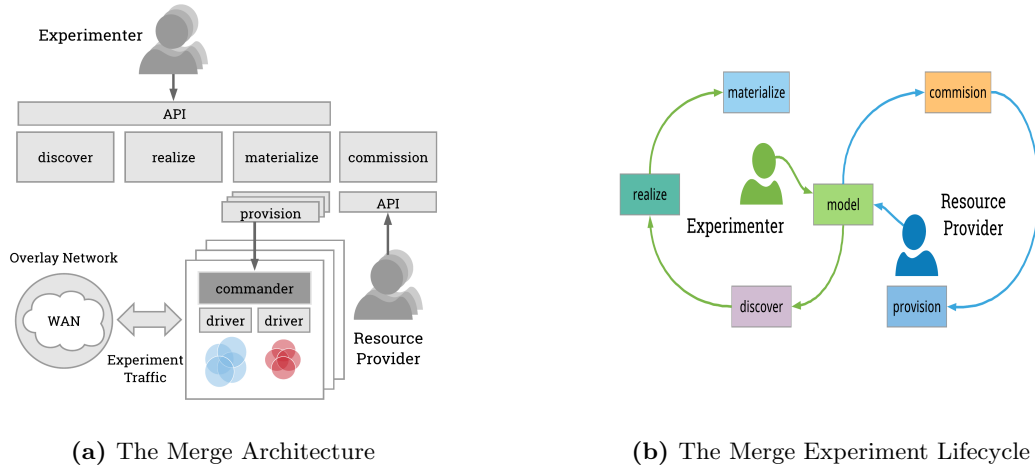 Experimenter
API
discover
realize
materialize
commission
provision
API
Overlay Network
WAN
Experiment
Traffic
commander
driver
driver
Resource
Provider
(a) The Merge Architecture
materialize
commision
realize
Experimenter
model
Resource
Provider
discover
provision
(b) The Merge Experiment Lifecycle